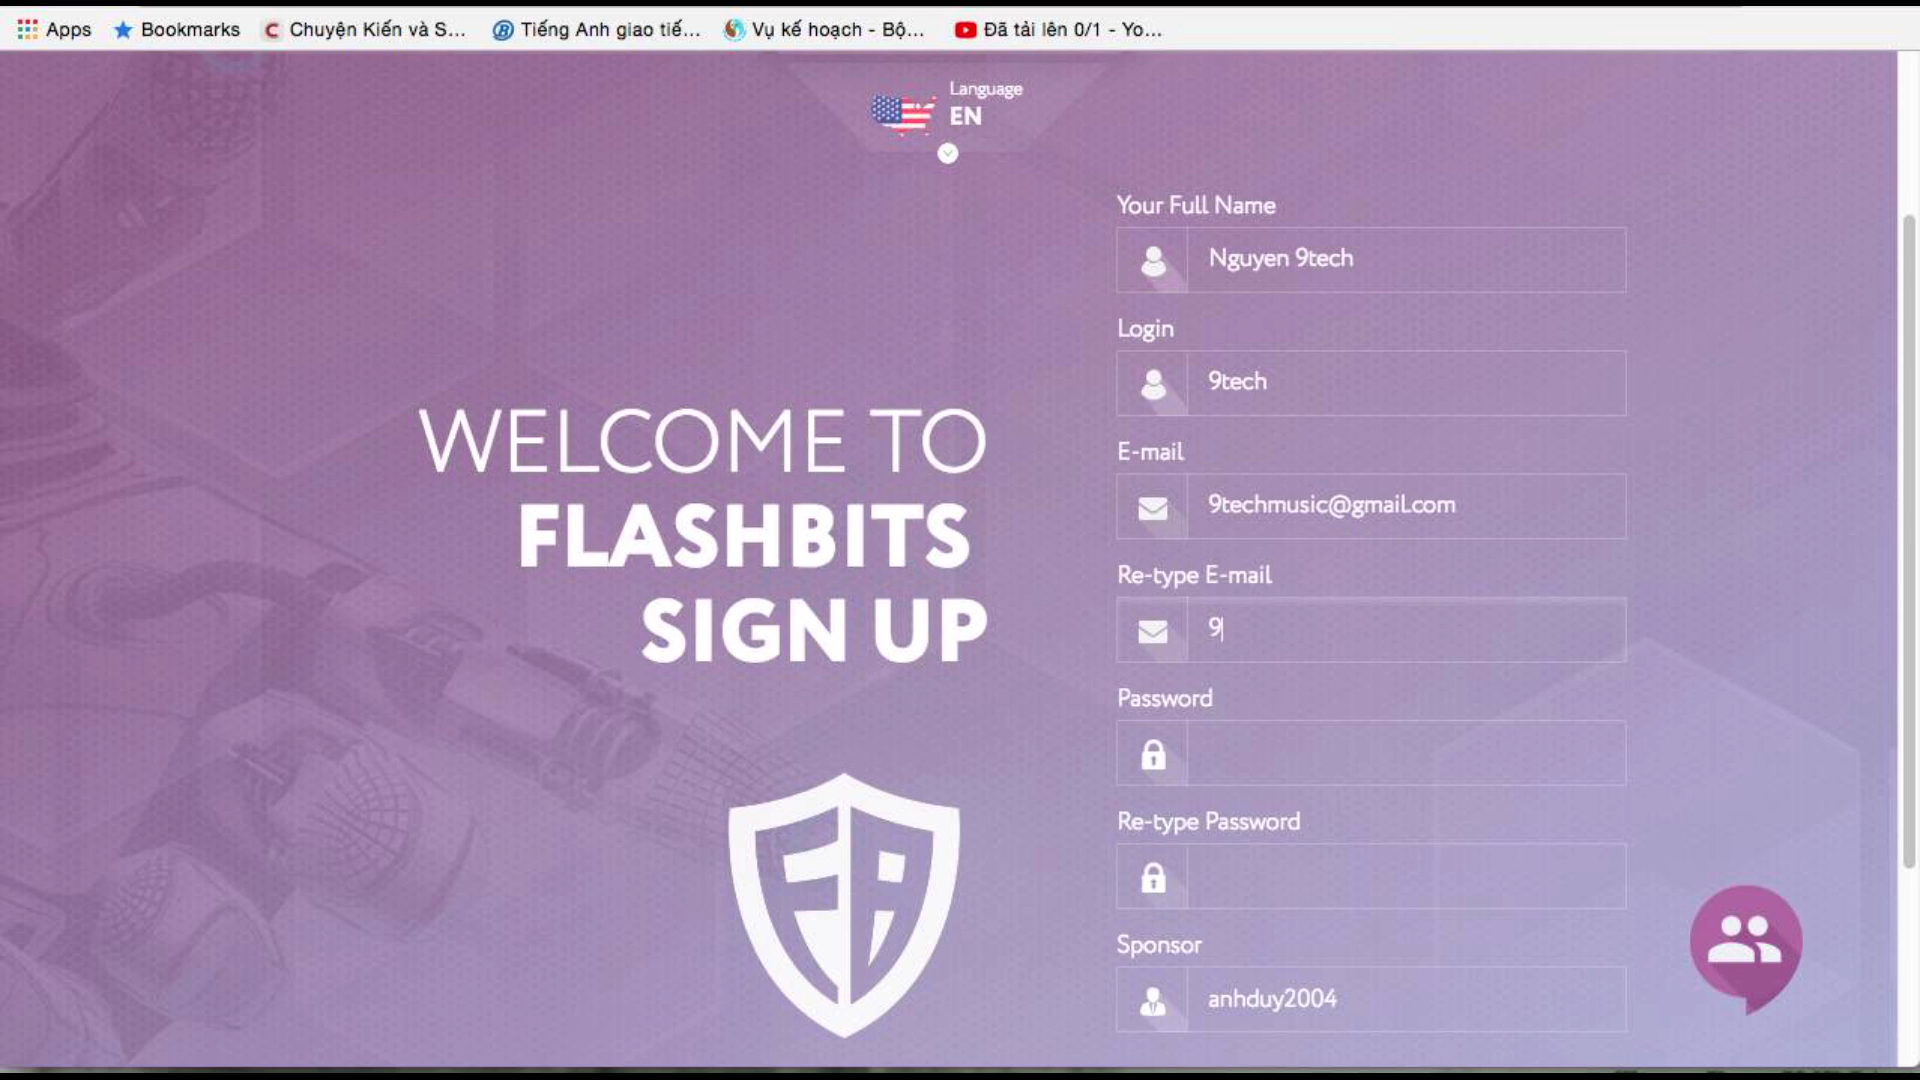 Apps Bookmarks Chuyện Kiến và S... Tiếng Anh giao tiế... Vụ kế hoạch - Bộ... Đã tải lên 0/1 - Yo...
Language
EN
WELCOME TO
FLASHBITS
SIGN UP
Your Full Name
Nguyen 9tech
Login
9tech
E-mail
9techmusic@gmail.com
Re-type E-mail
9
Password
Re-type Password
Sponsor
anhduy2004